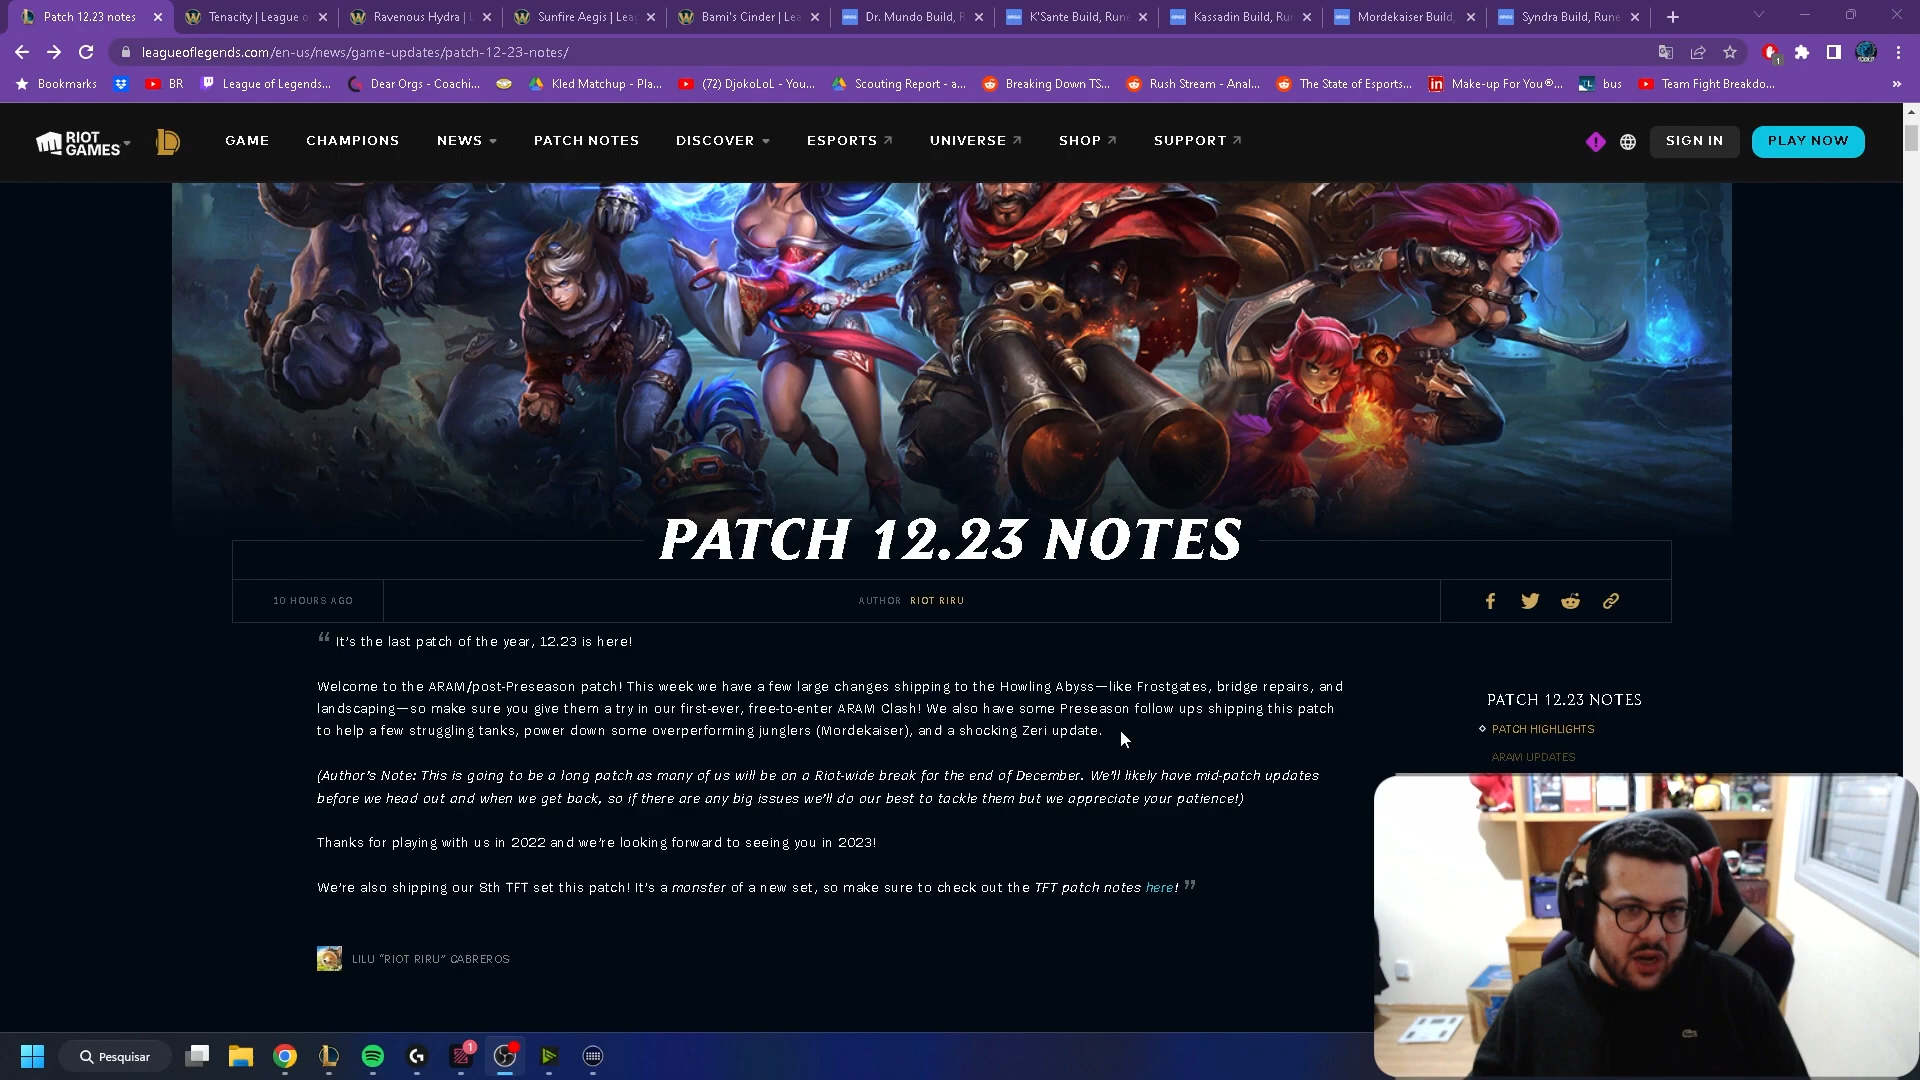 Patch 12.23 notes
Tenacity | League o
Ravenous Hydra | L
Sunfire Aegis | Leag
Bami's Cinder | Lea
Dr. Mundo Build, R
K'Sante Build, Rune
Kassadin Build, Ru
Mordekaiser Build,
Syndra Build, Rune
leagueoflegends.com/en-us/news/game-updates/patch-12-23-notes/
Bookmarks
BR
League of Legends...
Dear Orgs - Coachi...
Kled Matchup - Pla...
(72) DjokoLoL - You...
Scouting Report - a...
Breaking Down TS...
Rush Stream - Anal...
The State of Esports...
Make-up For You®...
bus
Team Fight Breakdo...
RIOT GAMES
GAME
CHAMPIONS
NEWS
PATCH NOTES
DISCOVER
ESPORTS
UNIVERSE
SHOP
SUPPORT
SIGN IN
PLAY NOW
PATCH 12.23 NOTES
10 HOURS AGO
AUTHOR RIOT RIRU
“ It's the last patch of the year, 12.23 is here!
Welcome to the ARAM/post-Preseason patch! This week we have a few large changes shipping to the Howling Abyss—like Frostgates, bridge repairs, and
landscaping—so make sure you give them a try in our first-ever, free-to-enter ARAM Clash! We also have some Preseason follow ups shipping this patch
to help a few struggling tanks, power down some overperforming junglers (Mordekaiser), and a shocking Zeri update.
(Author's Note: This is going to be a long patch as many of us will be on a Riot-wide break for the end of December. We'll likely have mid-patch updates
before we head out and when we get back, so if there are any big issues we'll do our best to tackle them but we appreciate your patience!)
Thanks for playing with us in 2022 and we're looking forward to seeing you in 2023!
We're also shipping our 8th TFT set this patch! It's a monster of a new set, so make sure to check out the TFT patch notes here! ”
LILU “RIOT RIRU” CABREROS
PATCH 12.23 NOTES
PATCH HIGHLIGHTS
ARAM UPDATES
Pesquisar
1